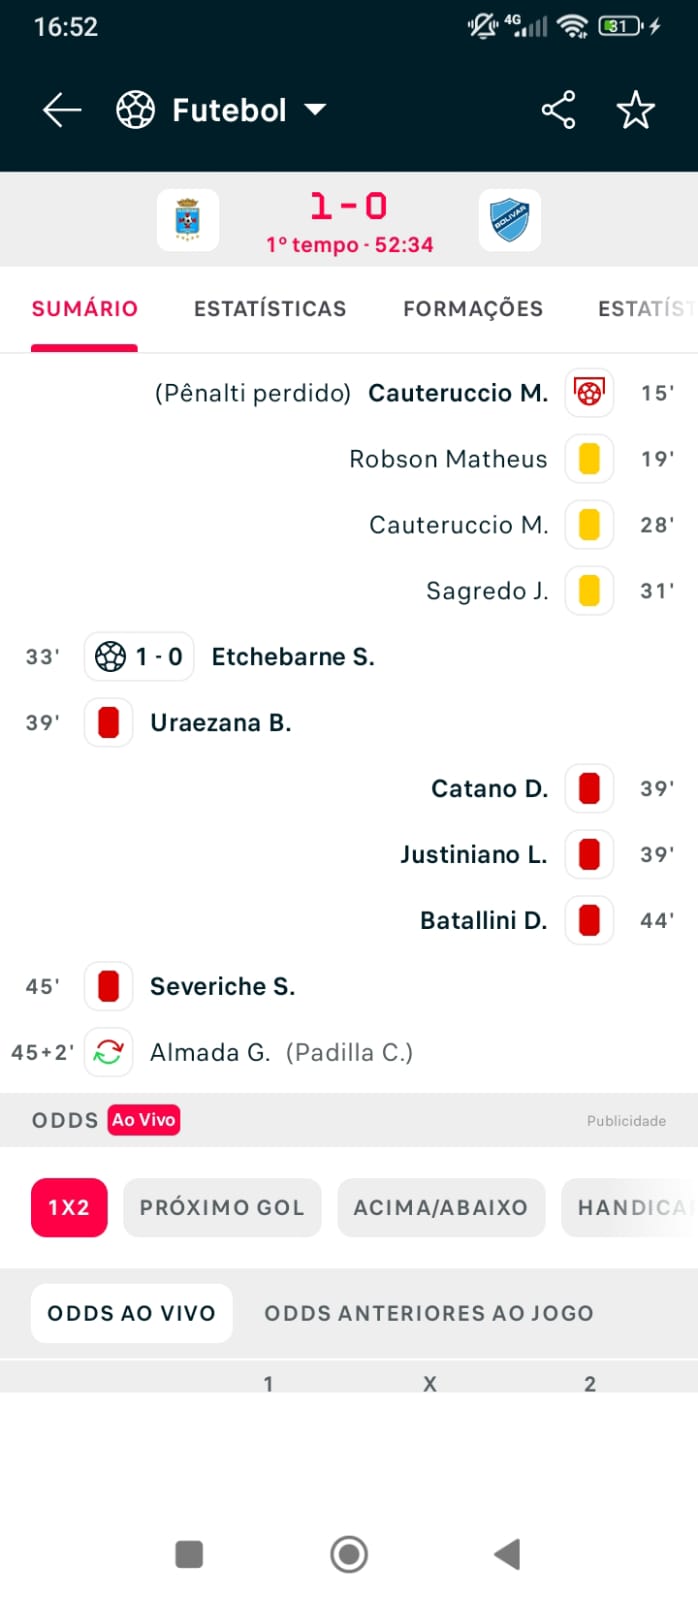 16:52
4G
31
Futebol
1-0
BOLIVAR
1º tempo - 52:34
SUMÁRIO ESTATÍSTICAS FORMAÇÕES ESTATÍST
(Pênalti perdido) Cauteruccio M. 15'
Robson Matheus 19'
Cauteruccio M. 28'
Sagredo J. 31'
33' 1 - 0 Etchebarne S.
39' Uraezana B.
Catano D. 39'
Justiniano L. 39'
Batallini D. 44'
45' Severiche S.
45+2' Almada G. (Padilla C.)
ODDS Ao Vivo Publicidade
1X2 PRÓXIMO GOL ACIMA/ABAIXO HANDICA
ODDS AO VIVO ODDS ANTERIORES AO JOGO
1 X 2